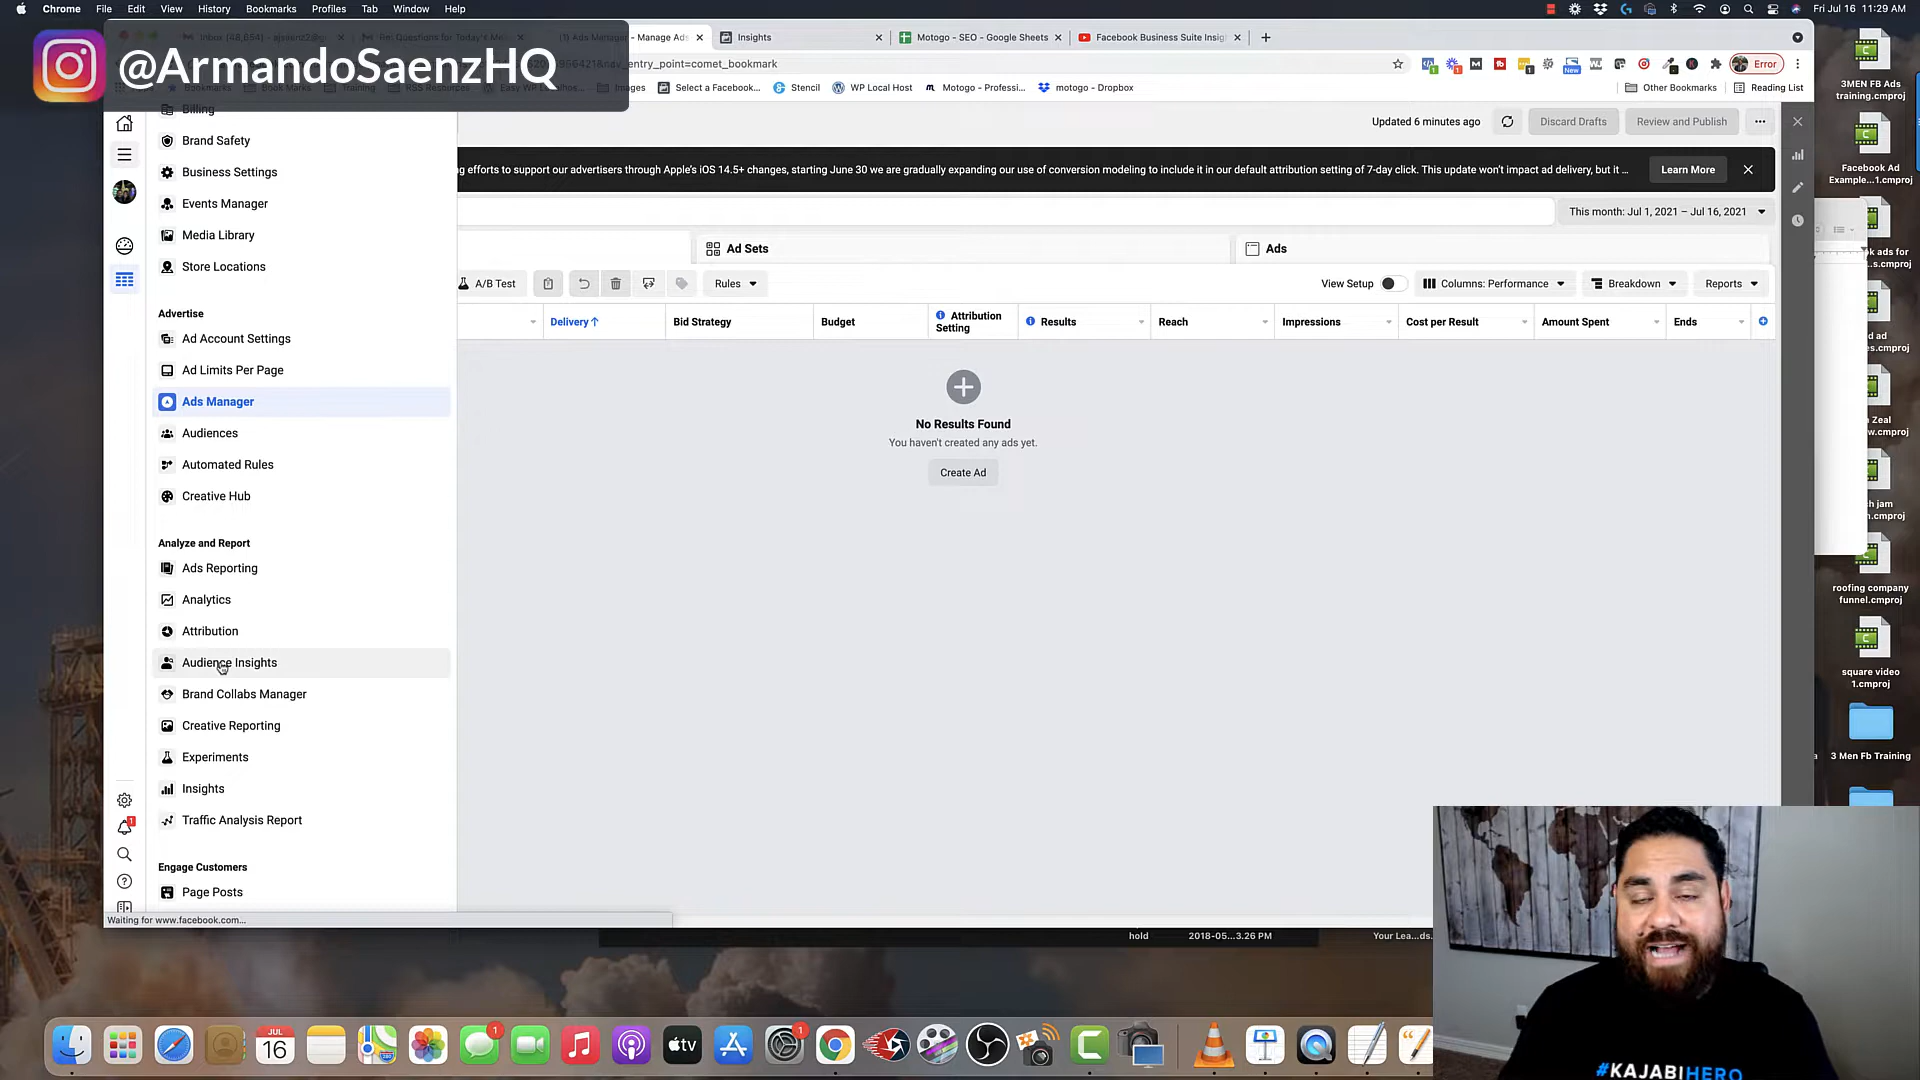 Chrome File Edit View History Bookmarks Profiles Tab Window Help
Fri Jul 16 11:29 AM
@ArmandoSaenzHQ
- Manage Ads
Insights
Motogo - SEO - Google Sheets
Facebook Business Suite Insig
nav_entry_point=comet_bookmark
Error
Select a Facebook...
Stencil
WP Local Host
Motogo - Professi...
motogo - Dropbox
Other Bookmarks
Reading List
Billing
Brand Safety
Business Settings
Events Manager
Media Library
Store Locations
Advertise
Ad Account Settings
Ad Limits Per Page
Ads Manager
Audiences
Automated Rules
Creative Hub
Analyze and Report
Ads Reporting
Analytics
Attribution
Audience Insights
Brand Collabs Manager
Creative Reporting
Experiments
Insights
Traffic Analysis Report
Engage Customers
Page Posts
Waiting for www.facebook.com...
Updated 6 minutes ago
Discard Drafts
Review and Publish
efforts to support our advertisers through Apple's iOS 14.5+ changes, starting June 30 we are gradually expanding our use of conversion modeling to include it in our default attribution setting of 7-day click. This update won't impact ad delivery, but it ...
Learn More
This month: Jul 1, 2021 – Jul 16, 2021
Ad Sets
Ads
A/B Test
Rules
View Setup
Columns: Performance
Breakdown
Reports
Delivery ↑
Bid Strategy
Budget
Attribution
Setting
Results
Reach
Impressions
Cost per Result
Amount Spent
Ends
No Results Found
You haven't created any ads yet.
Create Ad
3MEN FB Ads
training.cmproj
Facebook Ad
Example...1.cmproj
roofing company
funnel.cmproj
square video
1.cmproj
3 Men Fb Training
hold
2018-05...3.26 PM
Your Lea...ds.
JUL
16
tv
#KAJABIHERO